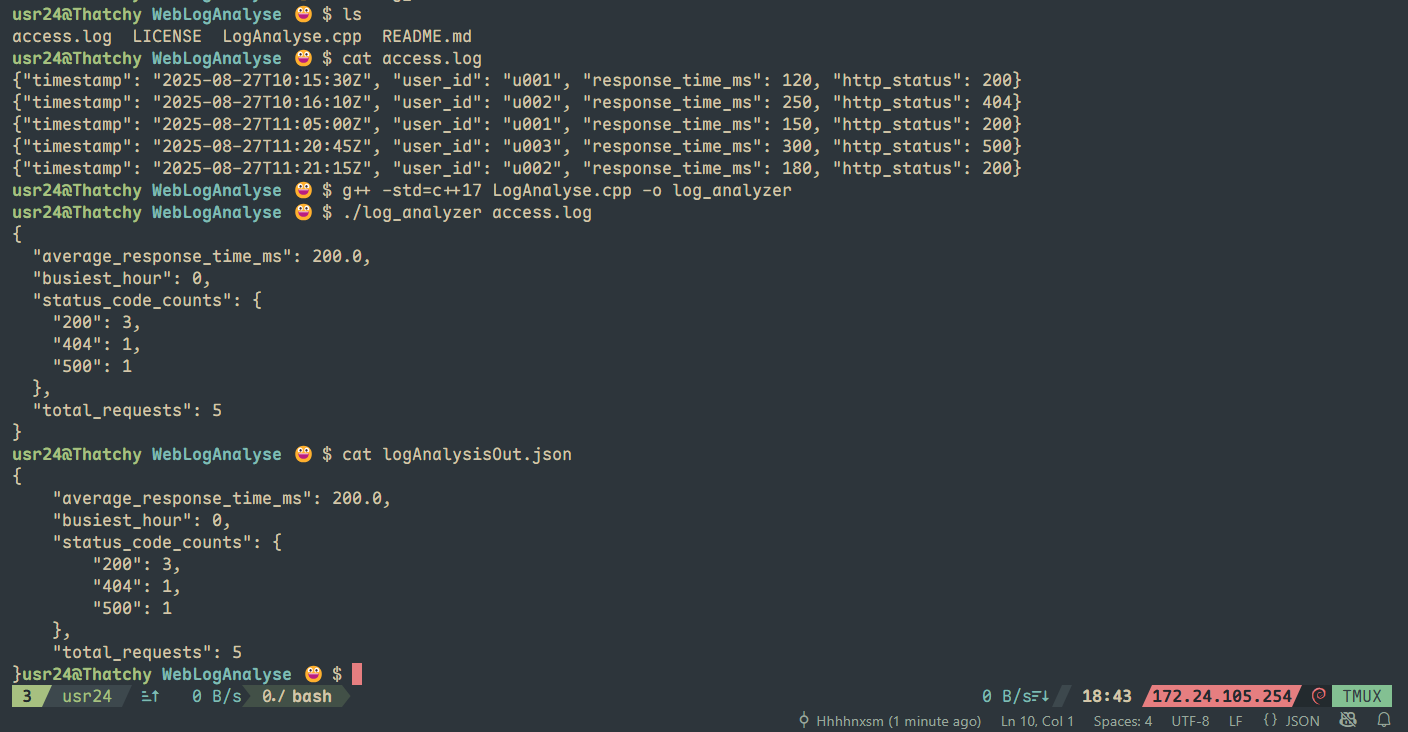 usr24@Thatchy WebLogAnalyse 😀 $ ls
access.log  LICENSE  LogAnalyse.cpp  README.md
usr24@Thatchy WebLogAnalyse 😀 $ cat access.log
{"timestamp": "2025-08-27T10:15:30Z", "user_id": "u001", "response_time_ms": 120, "http_status": 200}
{"timestamp": "2025-08-27T10:16:10Z", "user_id": "u002", "response_time_ms": 250, "http_status": 404}
{"timestamp": "2025-08-27T11:05:00Z", "user_id": "u001", "response_time_ms": 150, "http_status": 200}
{"timestamp": "2025-08-27T11:20:45Z", "user_id": "u003", "response_time_ms": 300, "http_status": 500}
{"timestamp": "2025-08-27T11:21:15Z", "user_id": "u002", "response_time_ms": 180, "http_status": 200}
usr24@Thatchy WebLogAnalyse 😀 $ g++ -std=c++17 LogAnalyse.cpp -o log_analyzer
usr24@Thatchy WebLogAnalyse 😀 $ ./log_analyzer access.log
{
  "average_response_time_ms": 200.0,
  "busiest_hour": 0,
  "status_code_counts": {
    "200": 3,
    "404": 1,
    "500": 1
  },
  "total_requests": 5
}
usr24@Thatchy WebLogAnalyse 😀 $ cat logAnalysisOut.json
{
    "average_response_time_ms": 200.0,
    "busiest_hour": 0,
    "status_code_counts": {
        "200": 3,
        "404": 1,
        "500": 1
    },
    "total_requests": 5
}usr24@Thatchy WebLogAnalyse 😀 $
3 usr24 0 B/s 0./ bash 0 B/s 18:43 172.24.105.254 TMUX
Hhhhnxsm (1 minute ago) Ln 10, Col 1 Spaces: 4 UTF-8 LF {} JSON